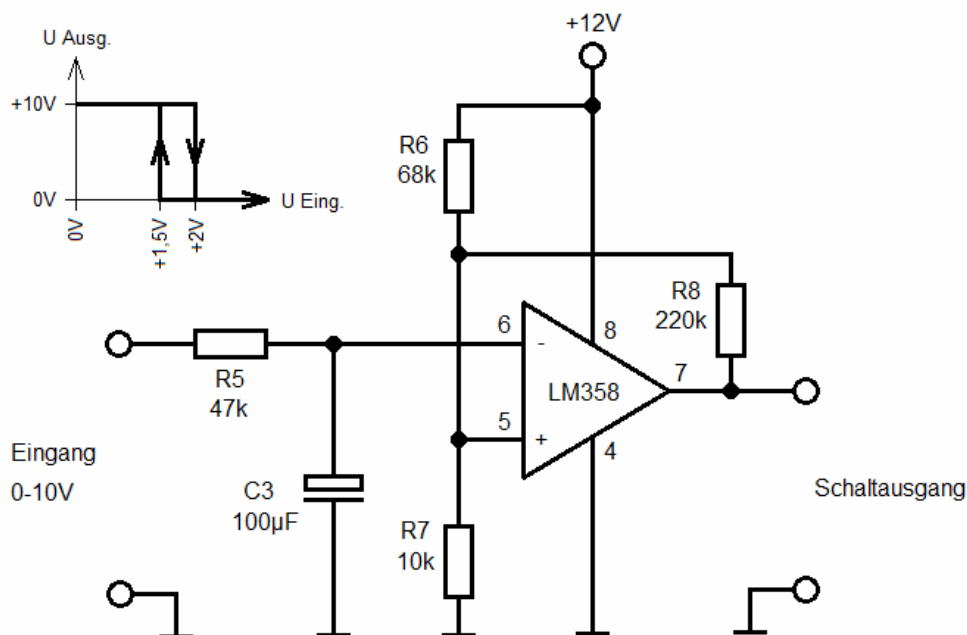 +12V
U Ausg.
+10V
0V
U Eing.
0V
+1,5V
+2V
R6
68k
R8
220k
6
-
8
R5
47k
LM358
7
5
+
4
Eingang
0-10V
C3
100µF
R7
10k
Schaltausgang